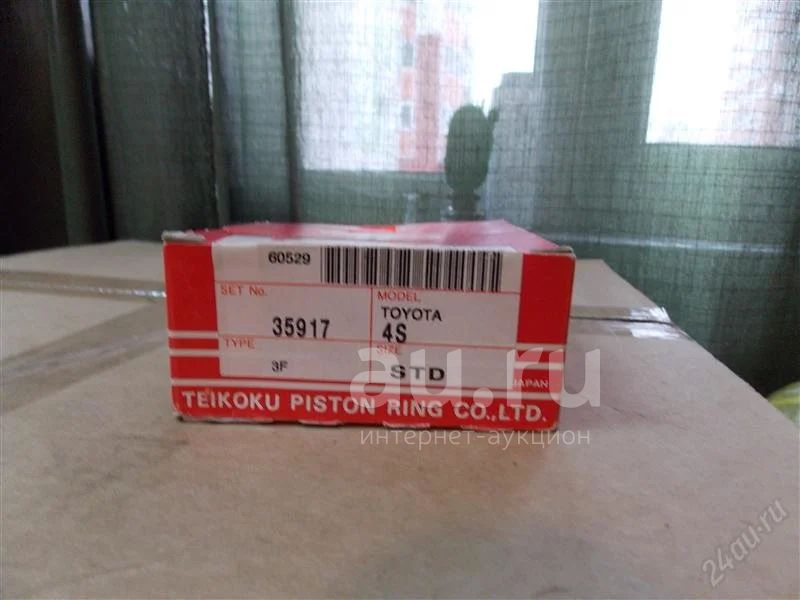 60529
SET No.
35917
MODEL
TOYOTA
4S
TYPE
3F
SIZE
STD
JAPAN
TEIKOKU PISTON RING CO.,LTD.
au.ru
интернет-аукцион
24au.ru